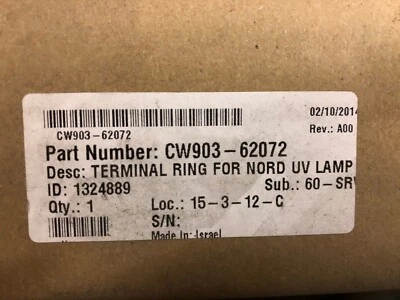 02/10/2014
CW903-62072 Rev.: A00
Part Number: CW903-62072
Desc: TERMINAL RING FOR NORD UV LAMP
ID: 1324889 Sub.: 60-SR
Qty.: 1 Loc.: 15-3-12-C
S/N:
Made In: Israel